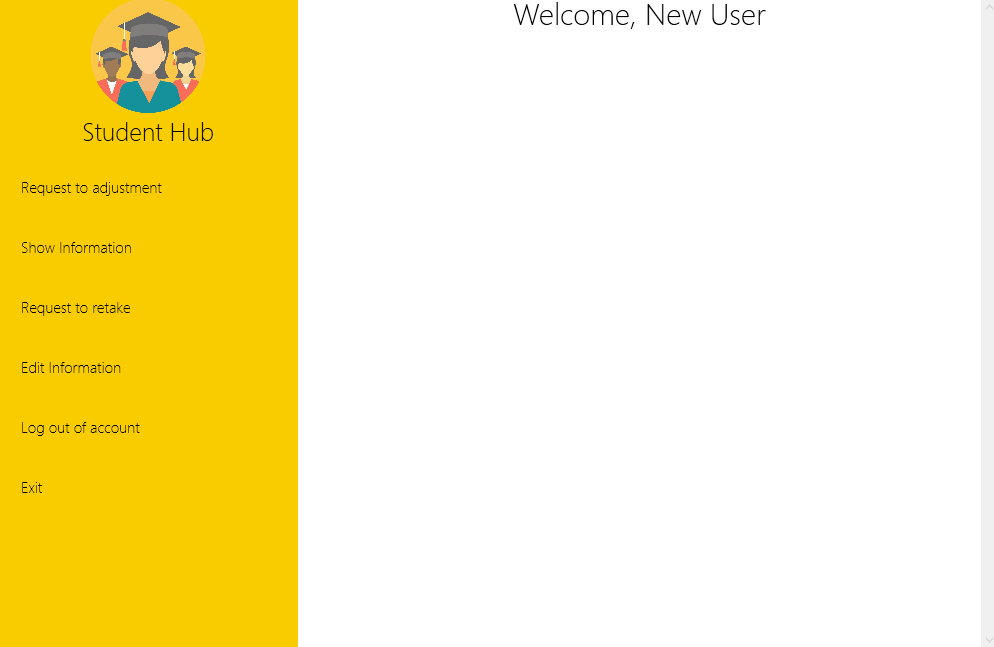 Welcome, New User
Student Hub
Request to adjustment
Show Information
Request to retake
Edit Information
Log out of account
Exit